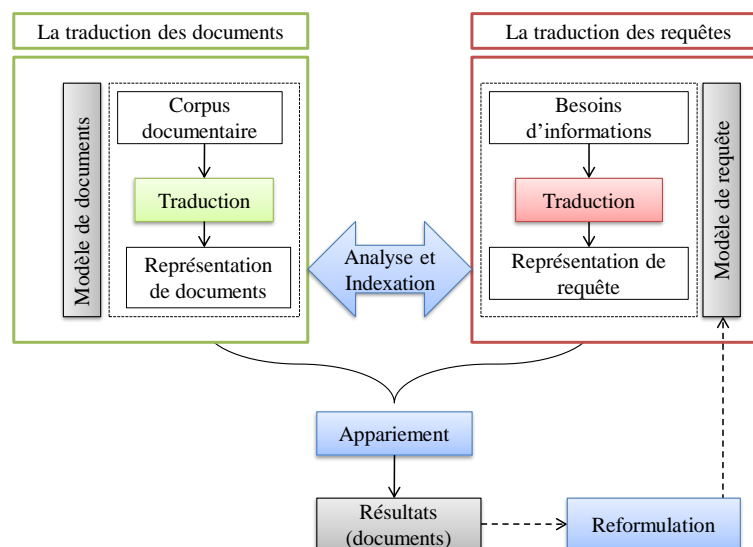 La traduction des documents
La traduction des requêtes
Modèle de documents
Corpus
documentaire
Traduction
Représentation
de documents
Analyse et
Indexation
Besoins
d'informations
Traduction
Représentation de
requête
Modèle de requête
Appariement
Résultats
(documents)
Reformulation